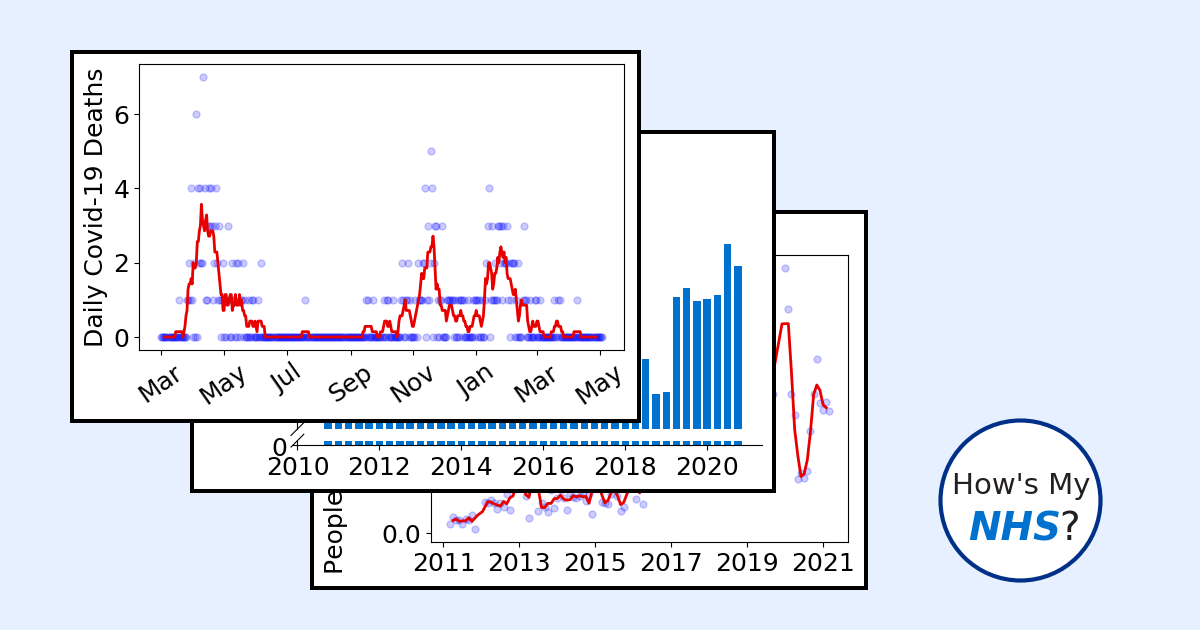 Daily Covid-19 Deaths
6
4
2
0
Mar May Jul Sep Nov Jan Mar May
0
2010 2012 2014 2016 2018 2020
People
0.0
2011 2013 2015 2017 2019 2021
How's My
NHS?